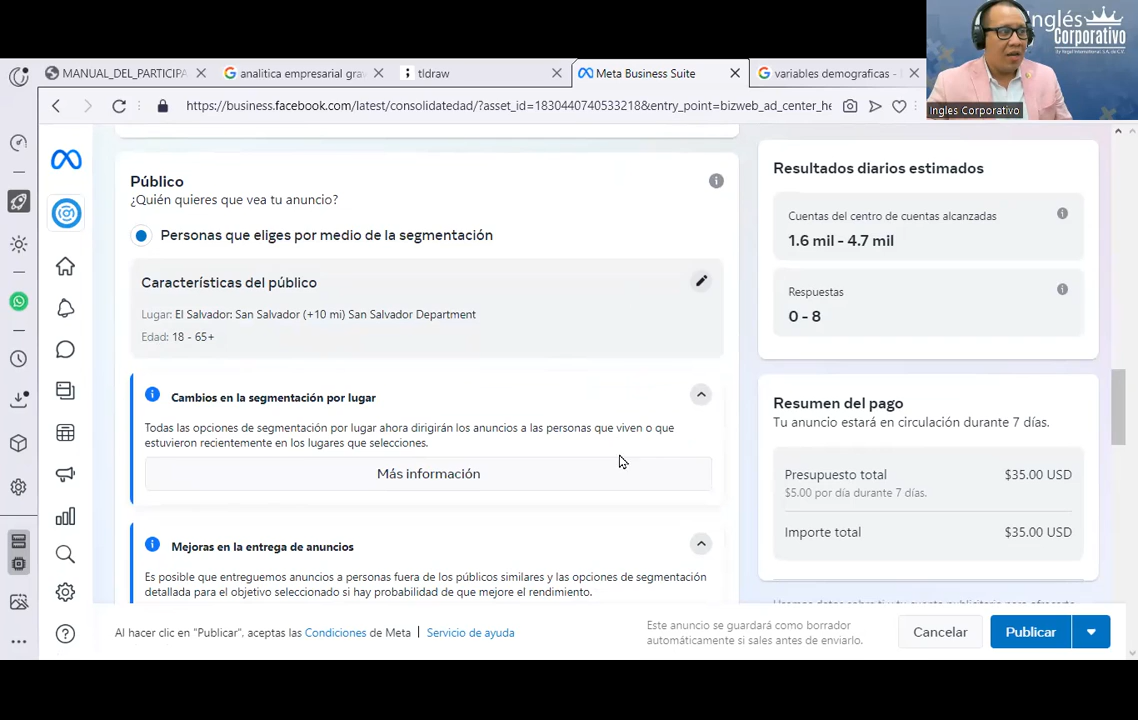 MANUAL_DEL_PARTICIPA
analitica empresarial gra
tldraw
Meta Business Suite
variables demograficas -
https://business.facebook.com/latest/consolidatedad/?asset_id=1830440740533218&entry_point=bizweb_ad_center_he
Inglés
Corporativo
Ingles Corporativo
Público
¿Quién quieres que vea tu anuncio?
Personas que eliges por medio de la segmentación
Características del público
Lugar: El Salvador: San Salvador (+10 mi) San Salvador Department
Edad: 18 - 65+
Cambios en la segmentación por lugar
Todas las opciones de segmentación por lugar ahora dirigirán los anuncios a las personas que viven o que
estuvieron recientemente en los lugares que selecciones.
Más información
Mejoras en la entrega de anuncios
Es posible que entreguemos anuncios a personas fuera de los públicos similares y las opciones de segmentación
detallada para el objetivo seleccionado si hay probabilidad de que mejore el rendimiento.
Resultados diarios estimados
Cuentas del centro de cuentas alcanzadas
1.6 mil - 4.7 mil
Respuestas
0 - 8
Resumen del pago
Tu anuncio estará en circulación durante 7 días.
Presupuesto total $35.00 USD
$5.00 por día durante 7 días.
Importe total $35.00 USD
Al hacer clic en "Publicar", aceptas las Condiciones de Meta | Servicio de ayuda
Este anuncio se guardará como borrador
automáticamente si sales antes de enviarlo.
Cancelar
Publicar